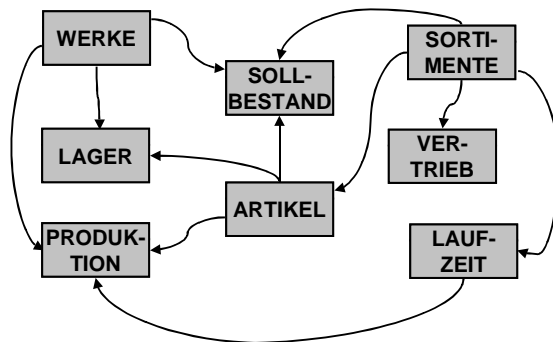 WERKE
SORTI-
MENTE
SOLL-
BESTAND
LAGER
VER-
TRIEB
ARTIKEL
PRODUK-
TION
LAUF-
ZEIT